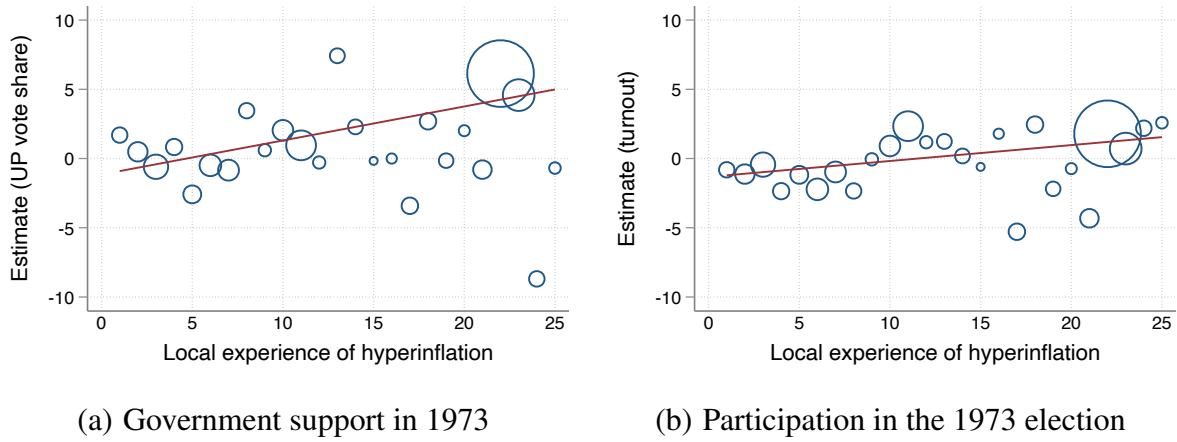 Estimate (UP vote share)
10
5
0
-5
-10
0 5 10 15 20 25
Local experience of hyperinflation
(a) Government support in 1973
Estimate (turnout)
10
5
0
-5
-10
0 5 10 15 20 25
Local experience of hyperinflation
(b) Participation in the 1973 election